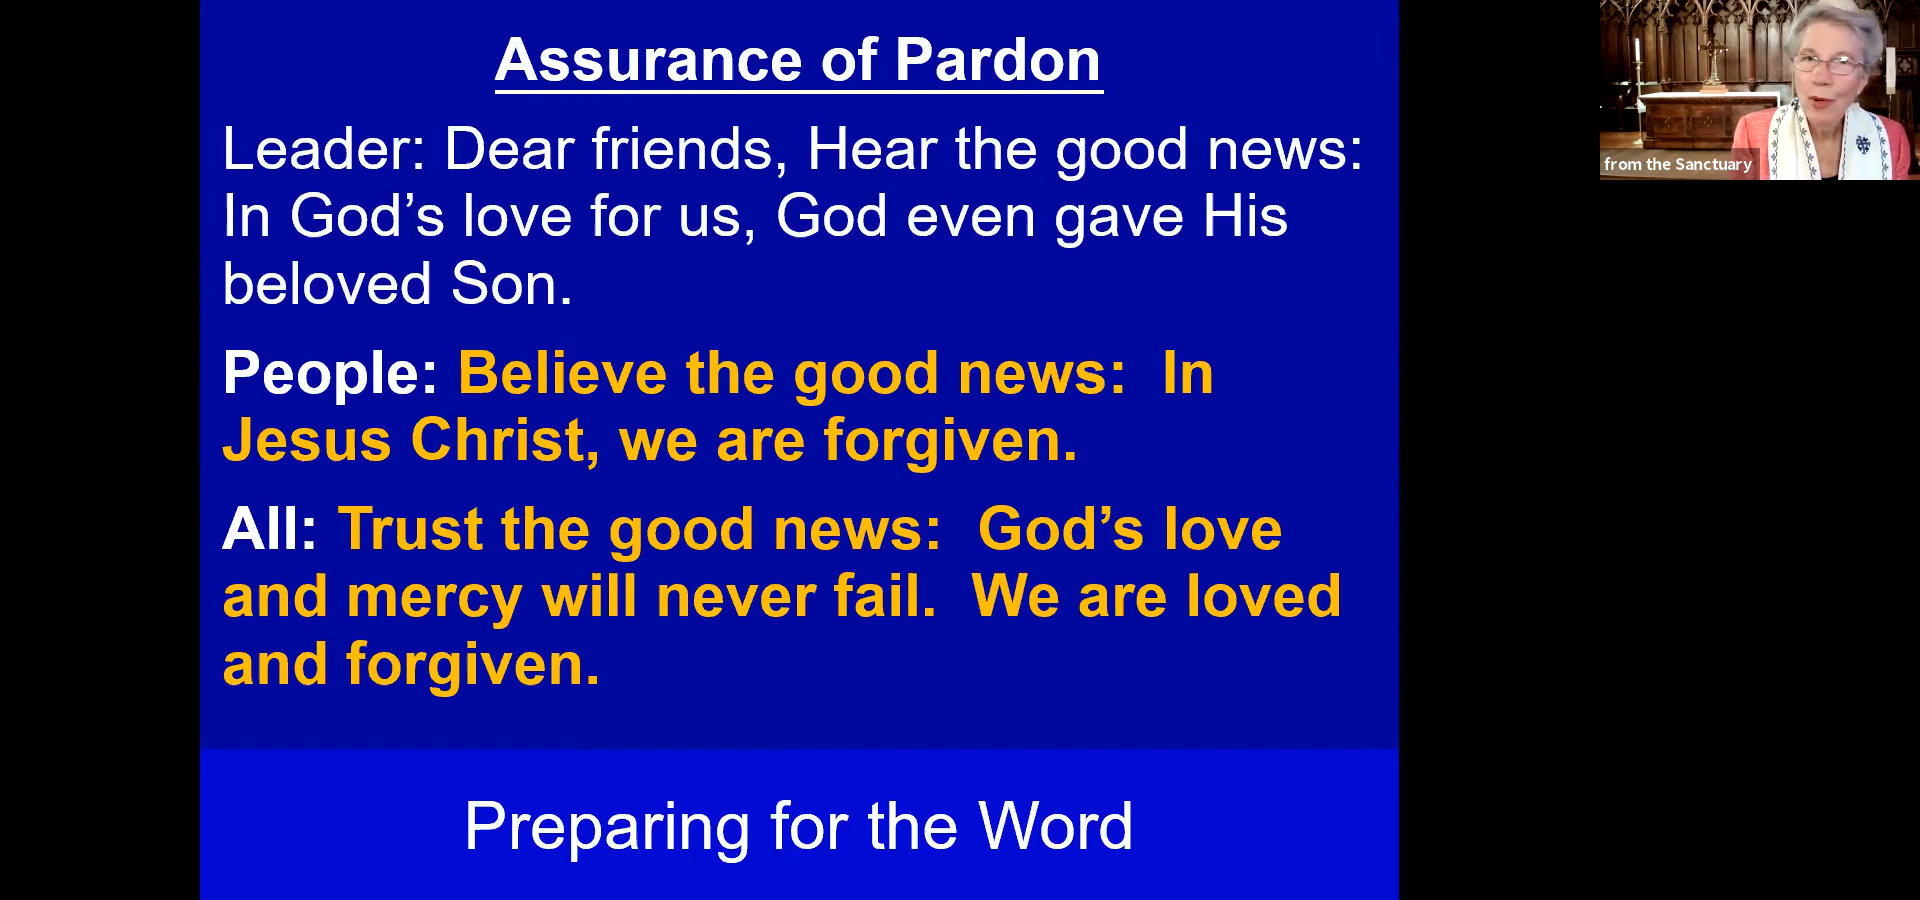 Assurance of Pardon
Leader: Dear friends, Hear the good news:
In God’s love for us, God even gave His
beloved Son.
People: Believe the good news:  In
Jesus Christ, we are forgiven.
All: Trust the good news:  God’s love
and mercy will never fail.  We are loved
and forgiven.
Preparing for the Word
from the Sanctuary